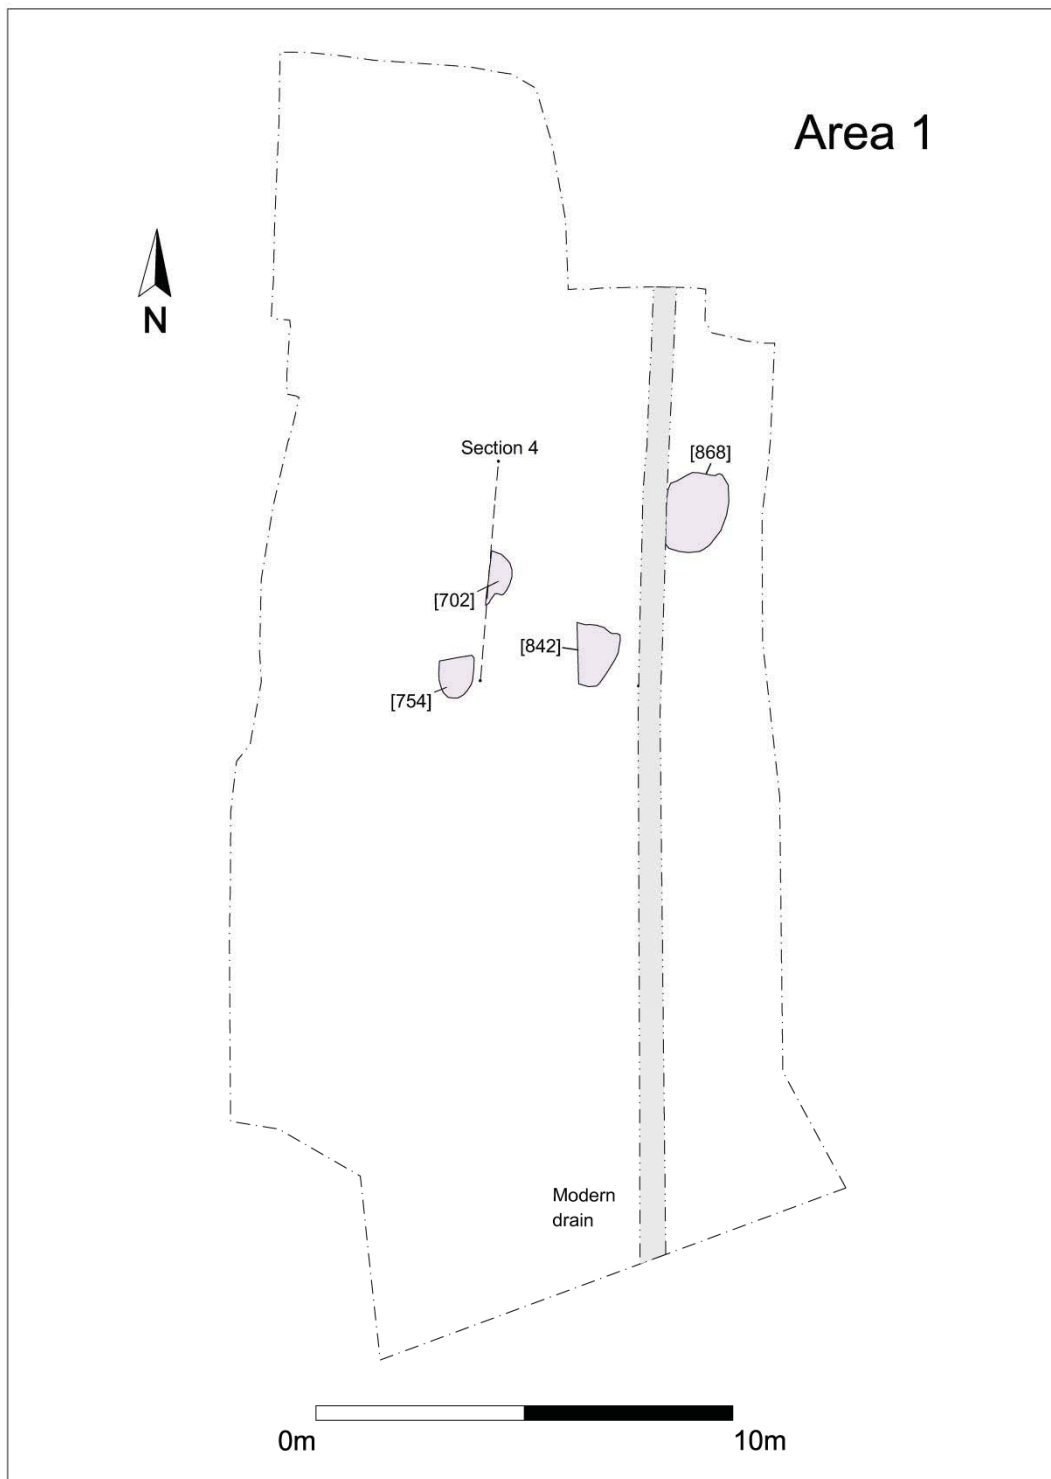 Area 1
N
Section 4
[868]
[702]
[842]
[754]
Modern
drain
0m
10m